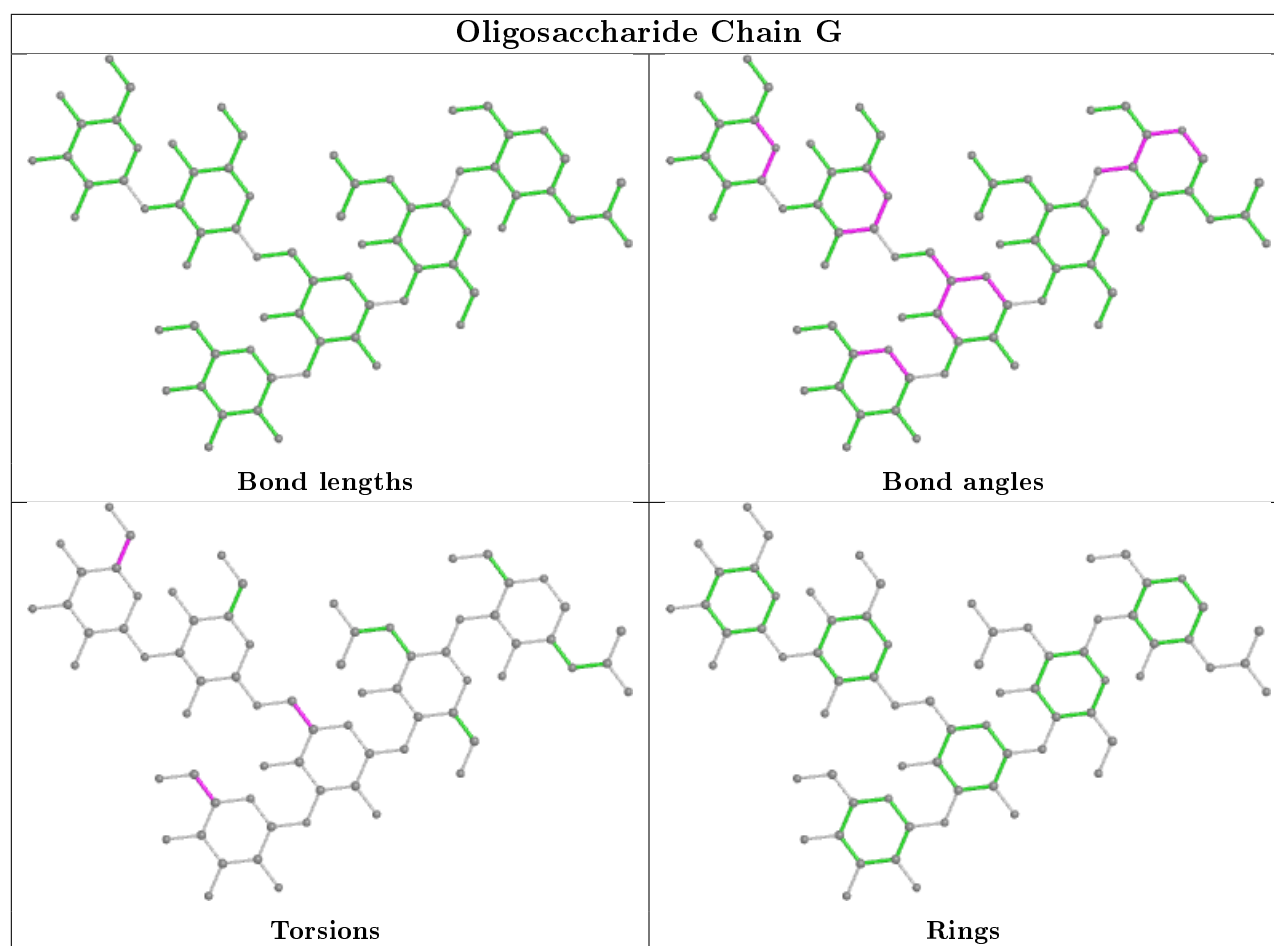 Oligosaccharide Chain G
Bond lengths
Bond angles
Torsions
Rings